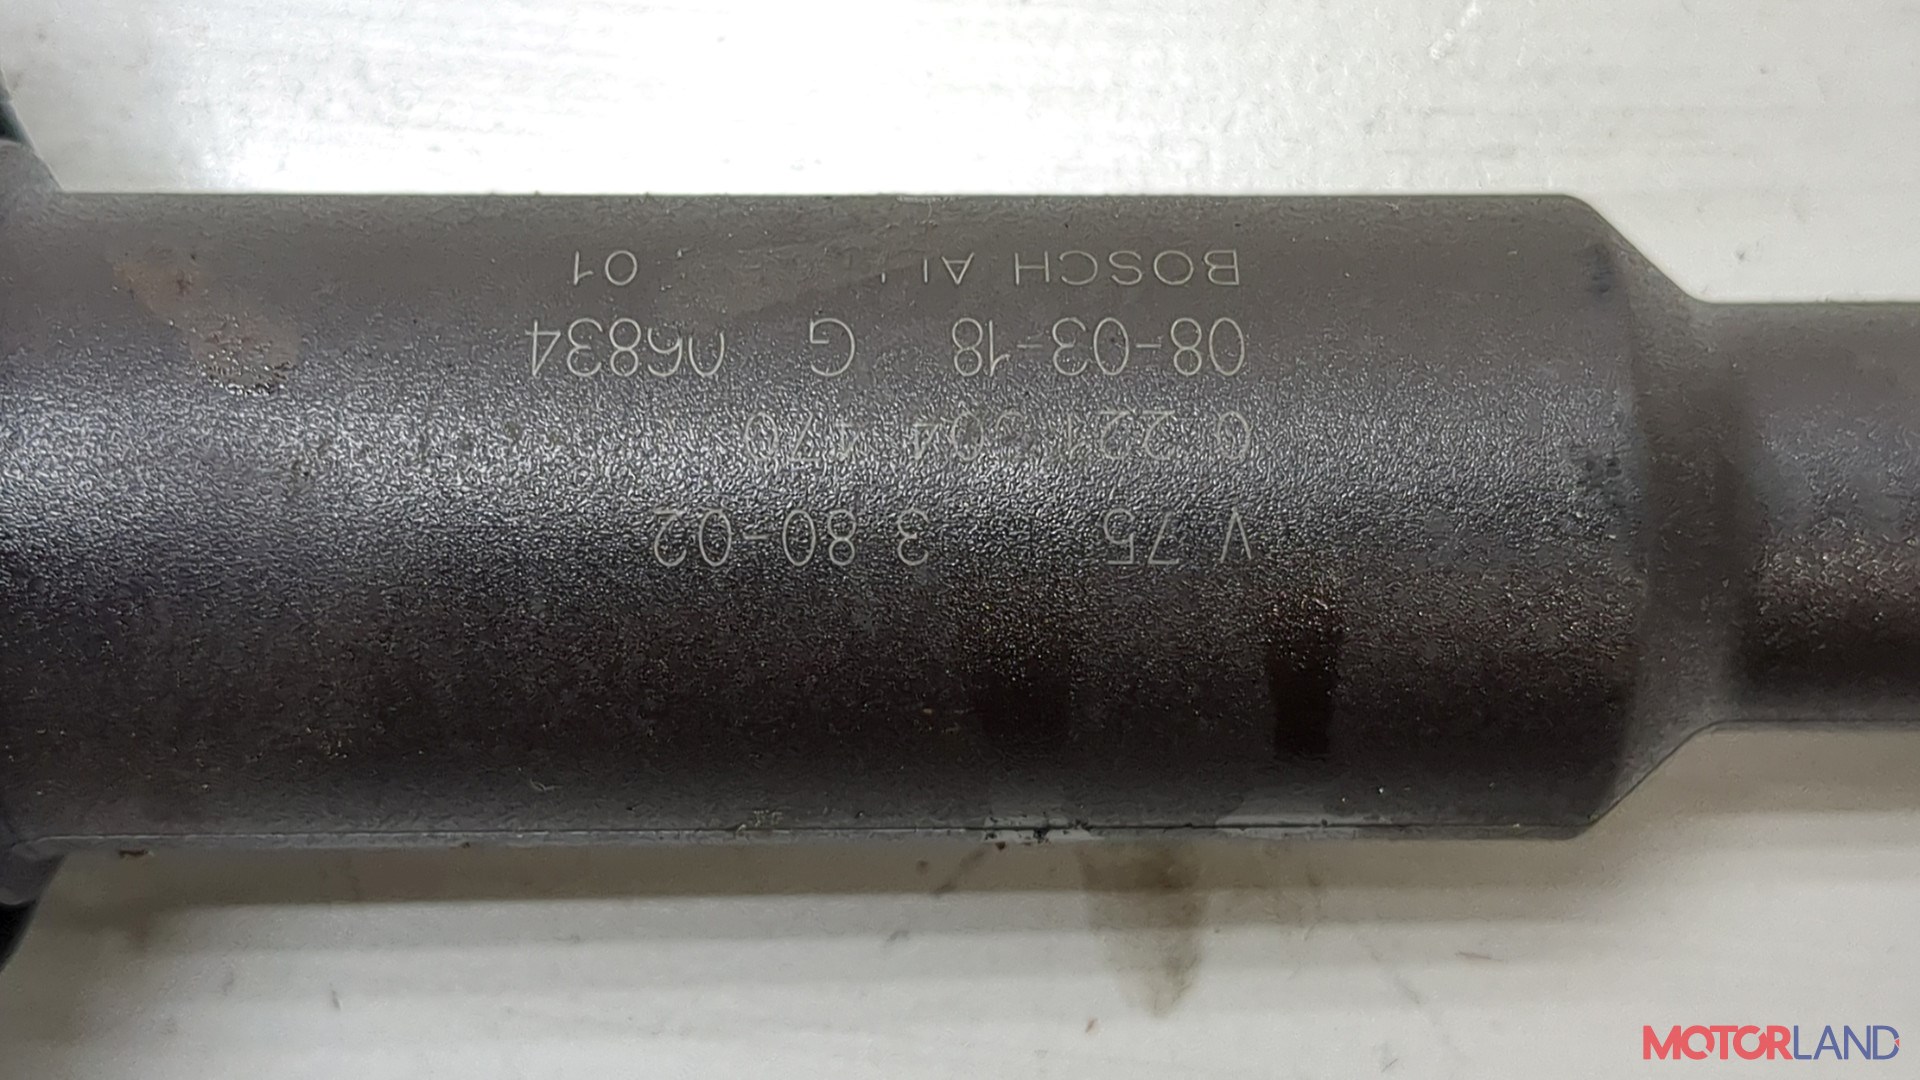 V 75 3 80-02
0 221 504 470
08-03-18 G 06834
BOSCH 01
MOTORLAND